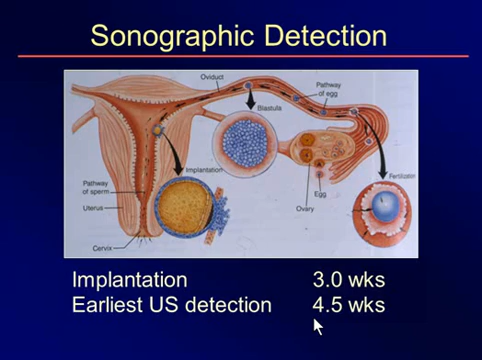 Sonographic Detection
Oviduct
Pathway
of egg
Blastula
Implantation
Pathway
of sperm
Uterus
Cervix
Egg
Ovary
Implantation 3.0 wks
Earliest US detection 4.5 wks